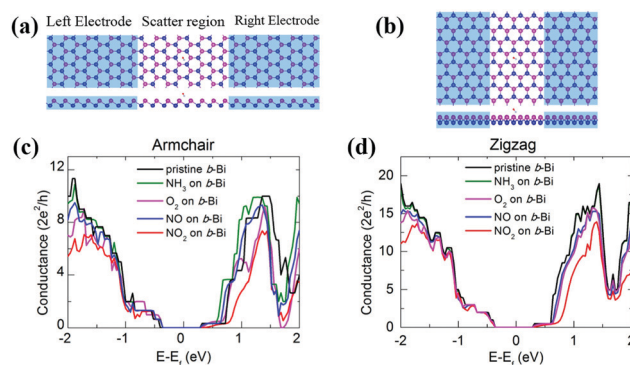 (a)
Left Electrode Scatter region Right Electrode
(b)
(c) Armchair
Conductance (2e²/h)
12
8
4
0
pristine b-Bi
NH₃ on b-Bi
O₂ on b-Bi
NO on b-Bi
NO₂ on b-Bi
-2 -1 0 1 2
E-Ef (eV)
(d) Zigzag
Conductance (2e²/h)
20
15
10
5
0
pristine b-Bi
NH₃ on b-Bi
O₂ on b-Bi
NO on b-Bi
NO₂ on b-Bi
-2 -1 0 1 2
E-Ef (eV)